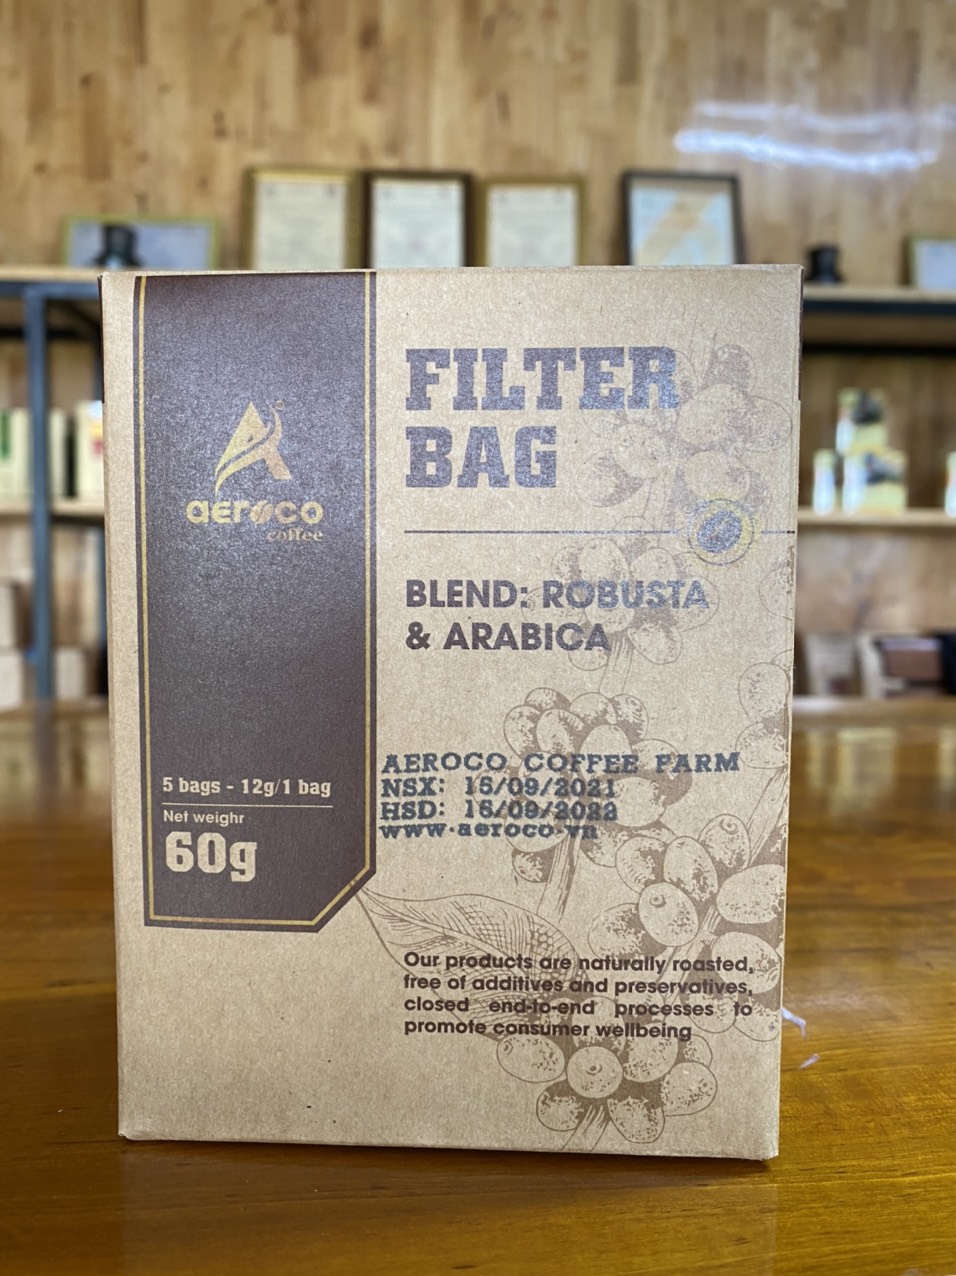 aeroco
coffee
5 bags - 12g/1 bag
Net weighr
60g
FILTER
BAG
BLEND: ROBUSTA
& ARABICA
AEROCO COFFEE FARM
NSX: 15/09/2021
HSD: 15/09/2022
www.aeroco.vn
Our products are naturally roasted,
free of additives and preservatives,
closed end-to-end processes to
promote consumer wellbeing